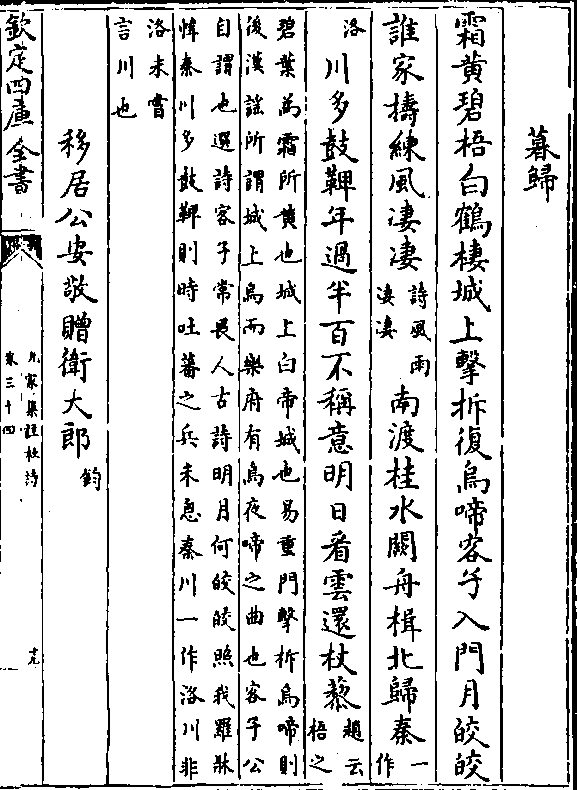 暮歸
霜黄碧梧白鶴棲城上擊柝復烏啼客子入門月皎皎
誰家擣練風凄凄詩風雨凄凄南渡桂水闕舟楫北歸秦一作
洛川多鼓鞞年過半百不稱意明日看雲還杖藜趙云梧之
碧葉為霜所黄也城上白帝城也易重門擊柝烏啼則
後漢謡所謂城上烏而樂府有烏夜啼之曲也客子公
自謂也選詩客子常畏人古詩明月何皎皎照我羅牀
幃秦川多鼓鞞則時吐蕃之兵未息秦川一作洛川非
洛未嘗
言川也
移居公安敬贈衛大郎鈞
欽定四庫全書
九家集註杜詩
卷三十四
十九